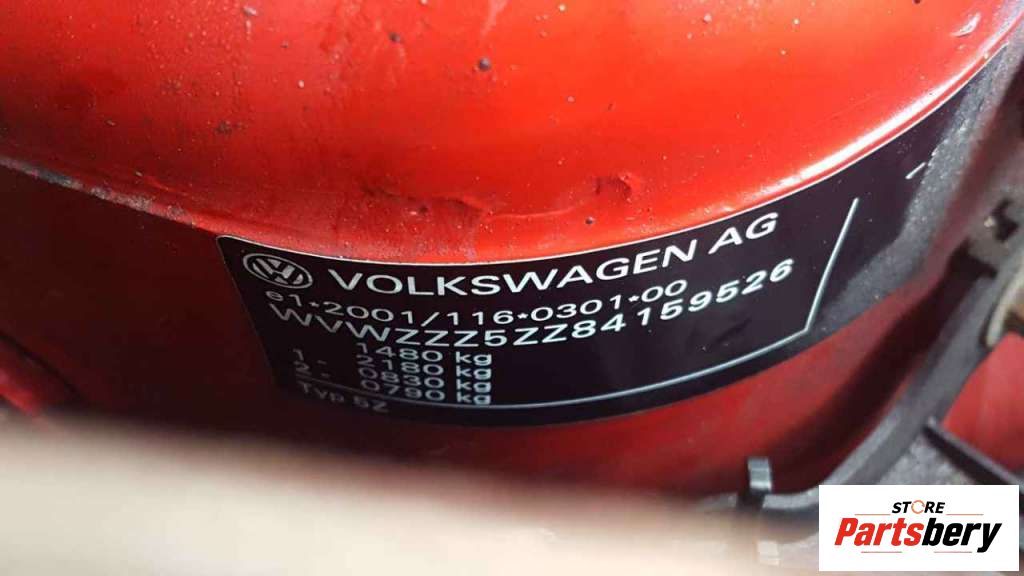 VOLKSWAGEN AG
e1*2001/116*0301*00
WVWZZZ5ZZ84159526
1480 kg
2180 kg
1 - 0830 kg
2 - 0790 kg
Typ 5Z
STORE
Partsbery